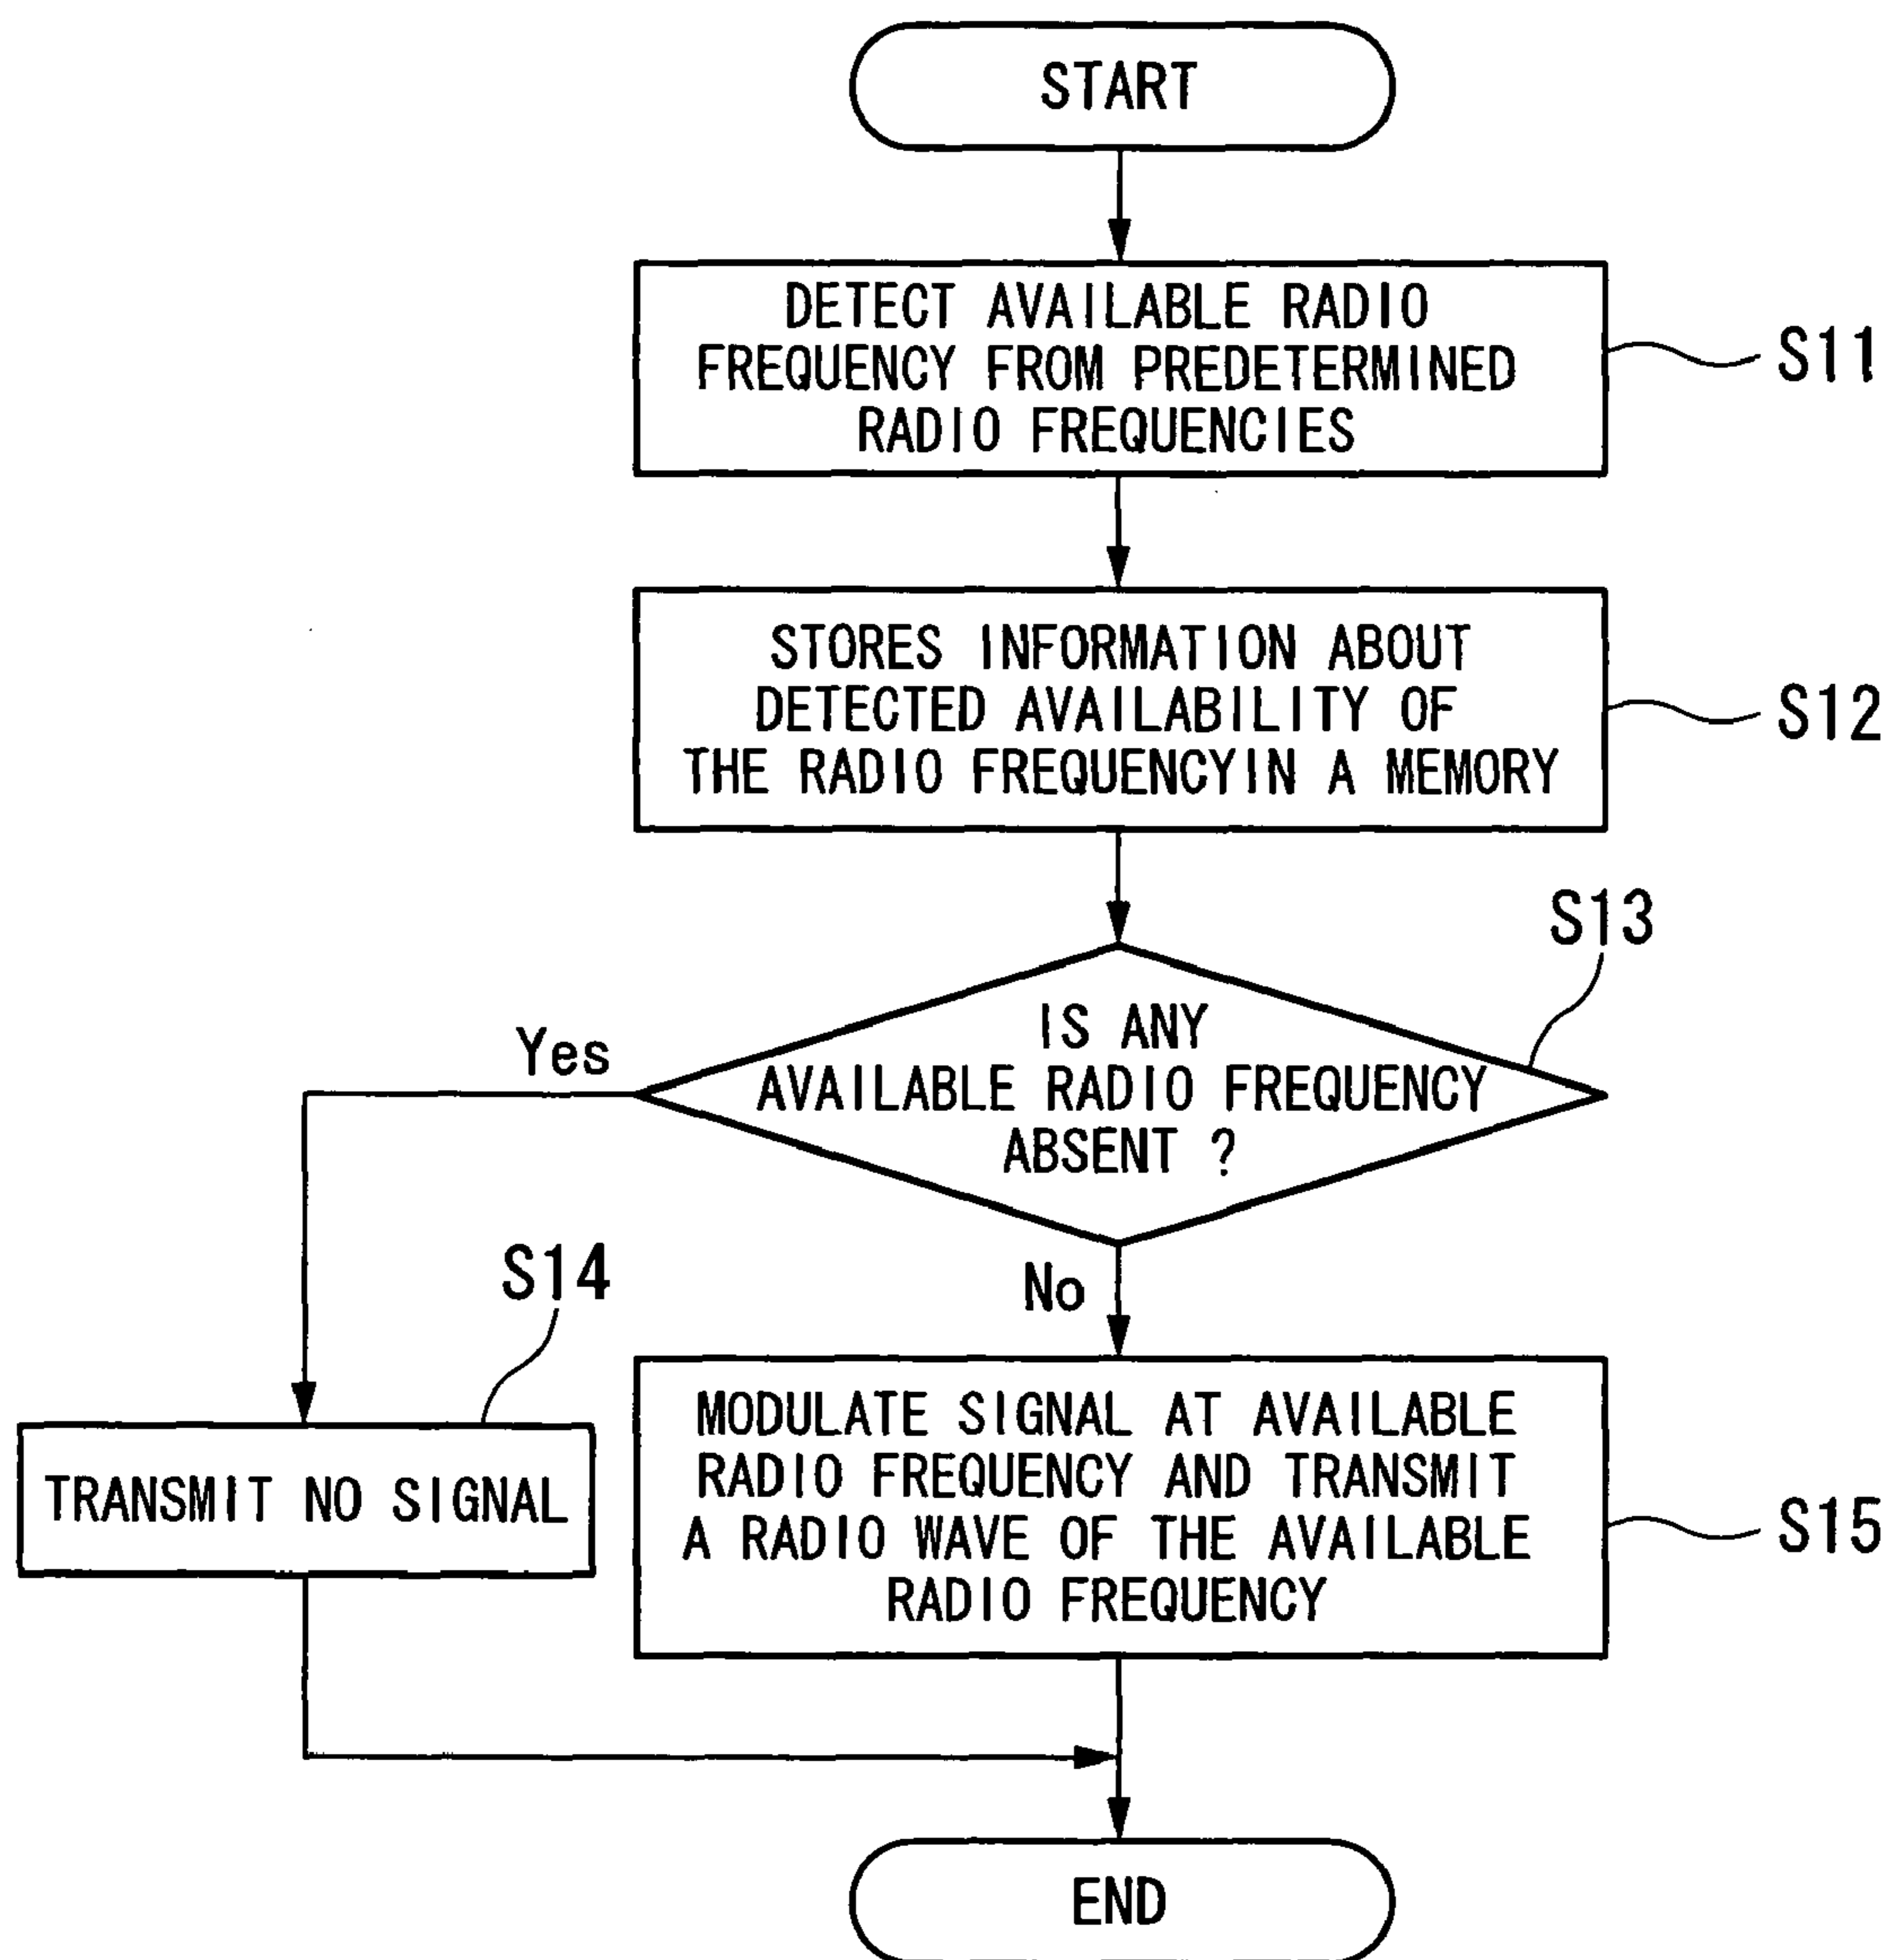 START
DETECT AVAILABLE RADIO
FREQUENCY FROM PREDETERMINED
RADIO FREQUENCIES
S11
STORES INFORMATION ABOUT
DETECTED AVAILABILITY OF
THE RADIO FREQUENCYIN A MEMORY
S12
S13
IS ANY
AVAILABLE RADIO FREQUENCY
ABSENT ?
Yes
No
S14
TRANSMIT NO SIGNAL
MODULATE SIGNAL AT AVAILABLE
RADIO FREQUENCY AND TRANSMIT
A RADIO WAVE OF THE AVAILABLE
RADIO FREQUENCY
S15
END